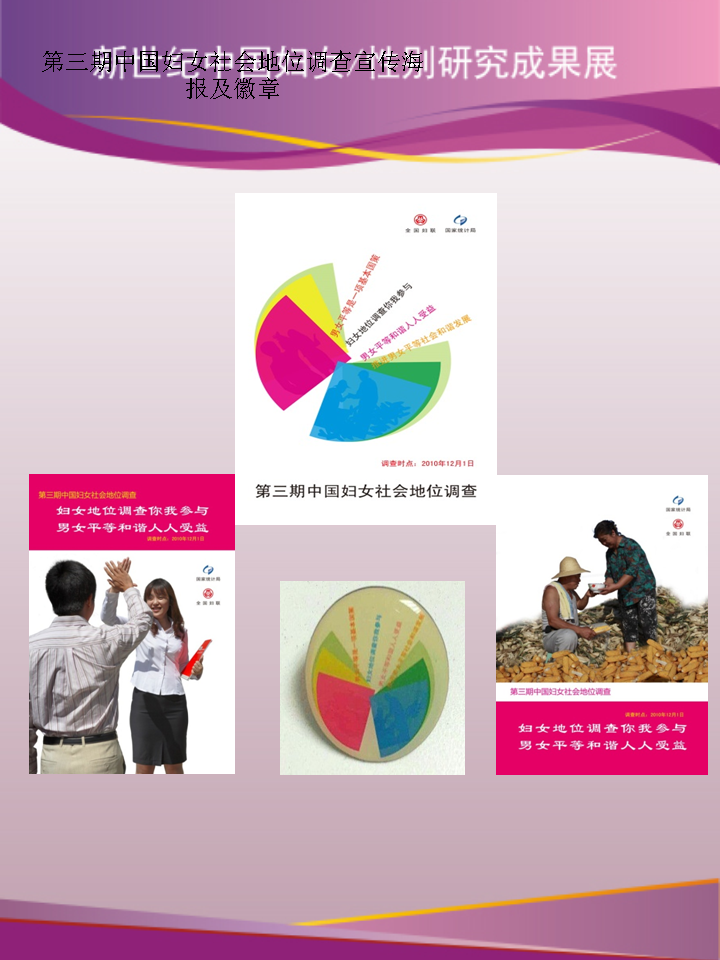 新世纪中国妇女/性别研究成果展
第三期中国妇女社会地位调查宣传海
报及徽章
全国妇联 国家统计局
男女平等是一项基本国策
妇女地位调查你我参与
男女平等和谐人人受益
促进男女平等社会和谐发展
调查时点：2010年12月1日
第三期中国妇女社会地位调查
第三期中国妇女社会地位调查
妇女地位调查你我参与
男女平等和谐人人受益
调查时点：2010年12月1日
国家统计局
全国妇联
国家统计局
全国妇联
第三期中国妇女社会地位调查
调查时点：2010年12月1日
妇女地位调查你我参与
男女平等和谐人人受益